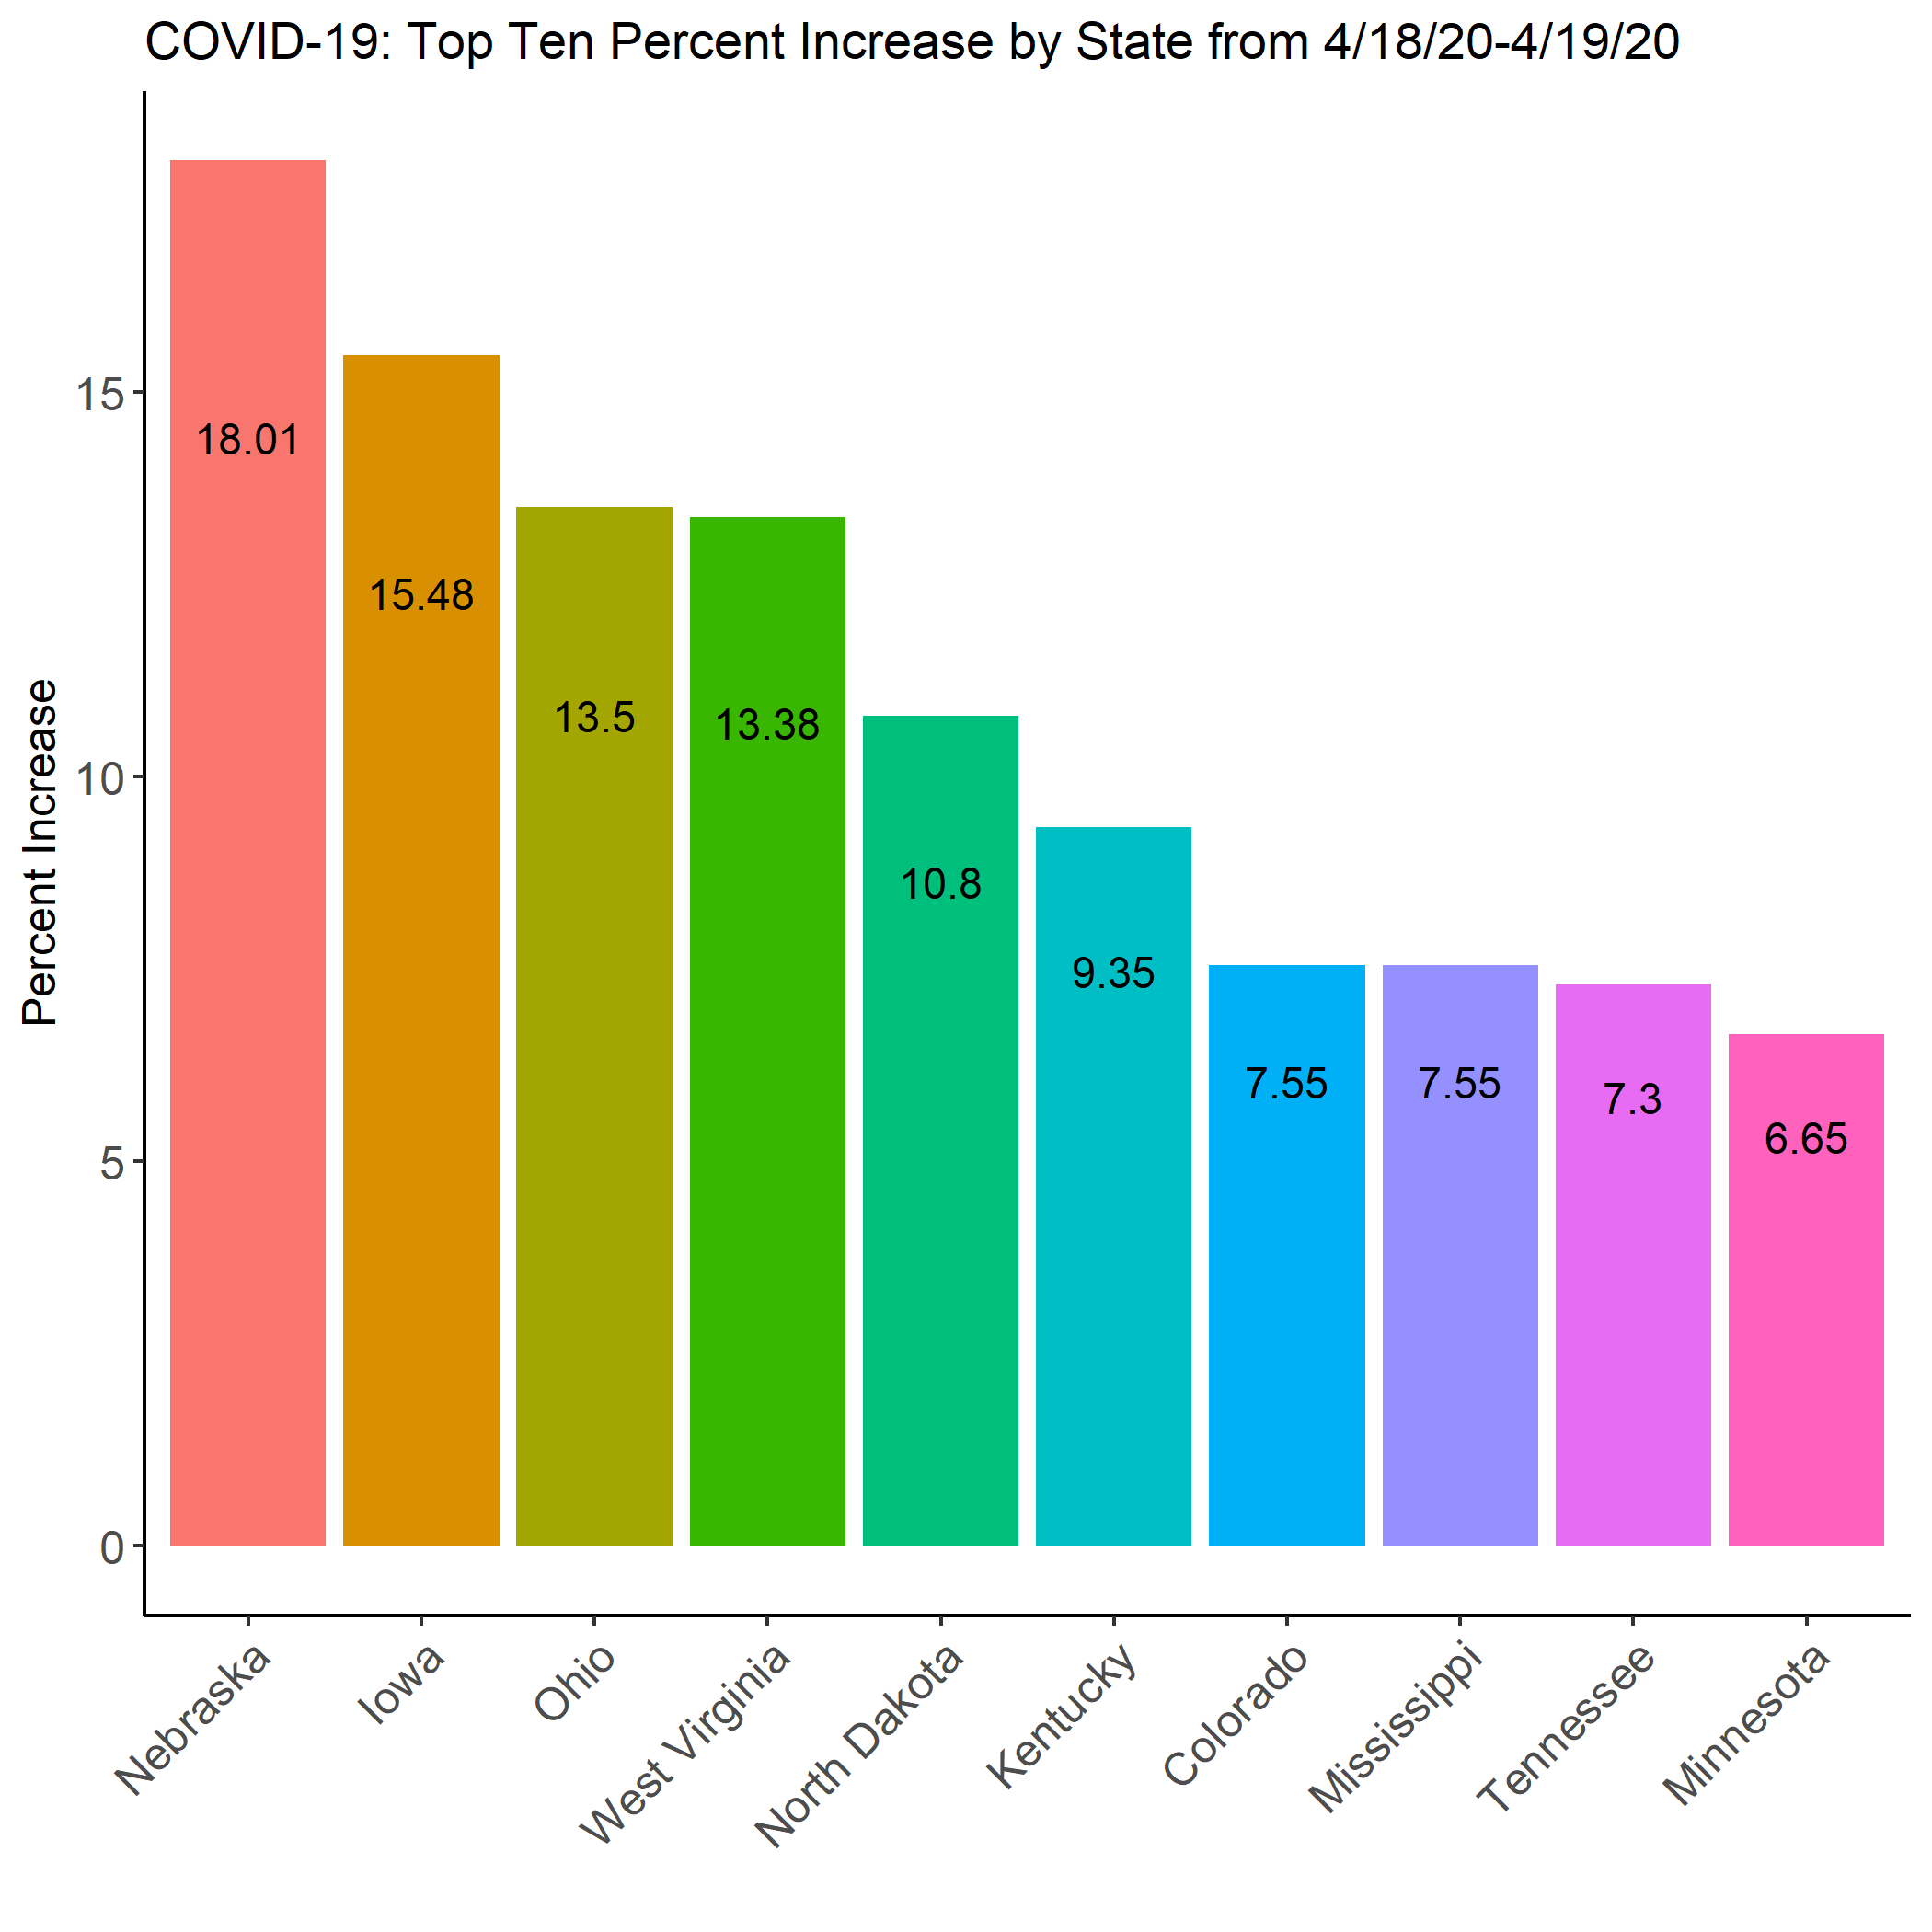 COVID-19: Top Ten Percent Increase by State from 4/18/20-4/19/20
Percent Increase
15
10
5
0
18.01
15.48
13.5
13.38
10.8
9.35
7.55
7.55
7.3
6.65
Nebraska
Iowa
Ohio
West Virginia
North Dakota
Kentucky
Colorado
Mississippi
Tennessee
Minnesota